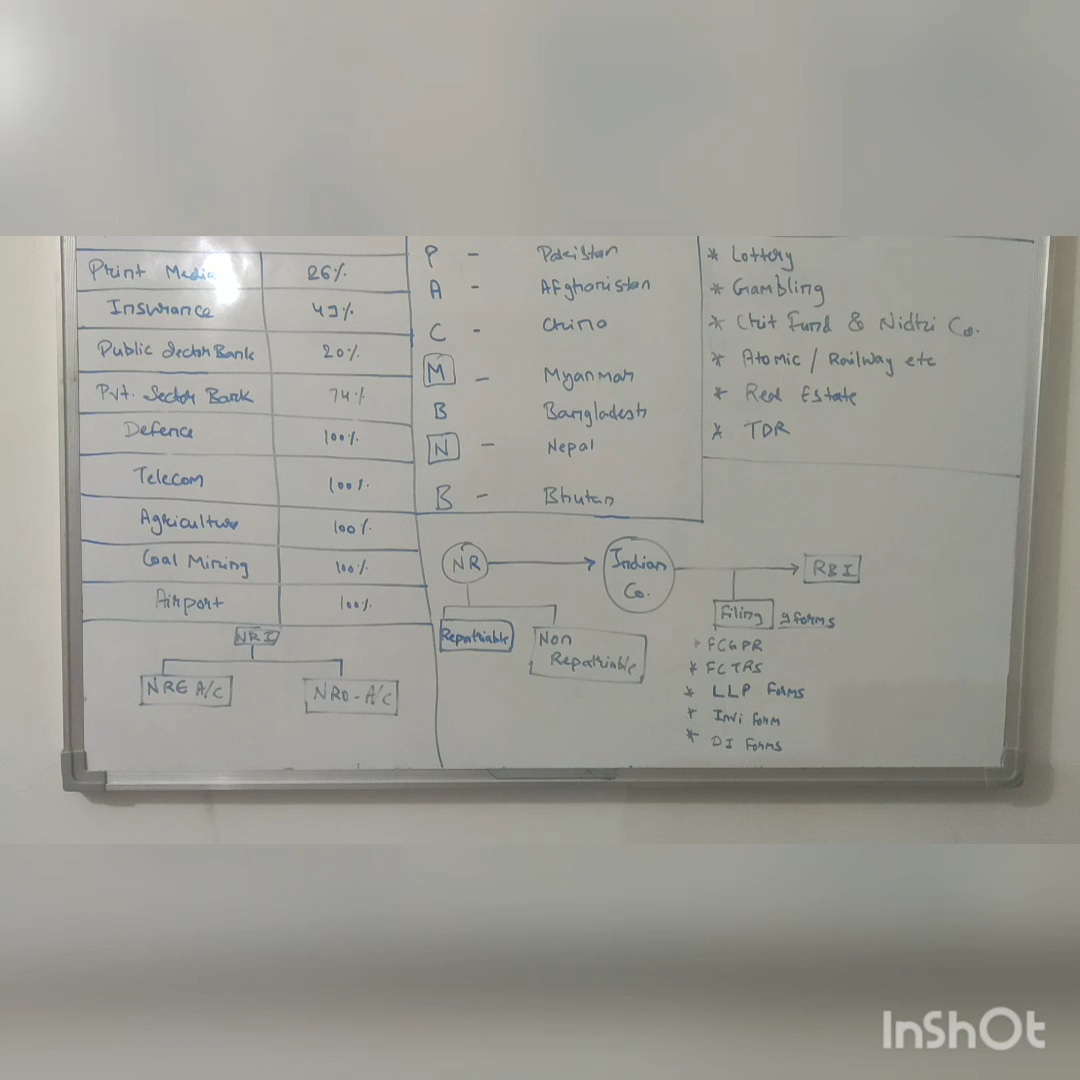 Print Media 26%
Insurance 49%
Public Sector Bank 20%
Pvt. Sector Bank 74%
Defence 100%
Telecom 100%
Agriculture 100%
Coal Mining 100%
Airport 100%
NRI
NRE A/C NRO - A/C
P - Pakistan
A - Afghanistan
C - China
M - Myanmar
B Bangladesh
N - Nepal
B - Bhutan
* Lottery
* Gambling
* Chit Fund & Nidhi Co.
* Atomic / Railway etc
* Real Estate
* TDR
NR
Indian
Co.
RBI
Repatriable
Non
Repatriable
Filing 9 forms
* FCGPR
* FCTRS
* LLP Forms
* Invi Form
* DI Forms
InShOt